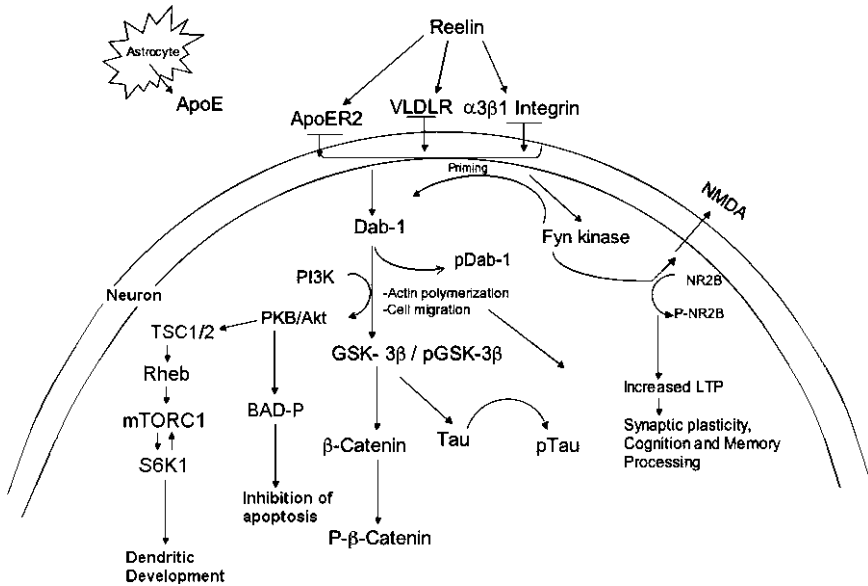 Reelin
Astrocyte
ApoE
ApoER2
VLDLR
α3β1 Integrin
Priming
NMDA
Dab-1
Fyn kinase
pDab-1
PI3K
NR2B
Neuron
-Actin polymerization
-Cell migration
P-NR2B
TSC1/2
PKB/Akt
GSK- 3β / pGSK-3β
Rheb
Increased LTP
mTORC1
BAD-P
β-Catenin
Tau
pTau
Synaptic plasticity,
Cognition and Memory
Processing
S6K1
Inhibition of
apoptosis
P-β-Catenin
Dendritic
Development